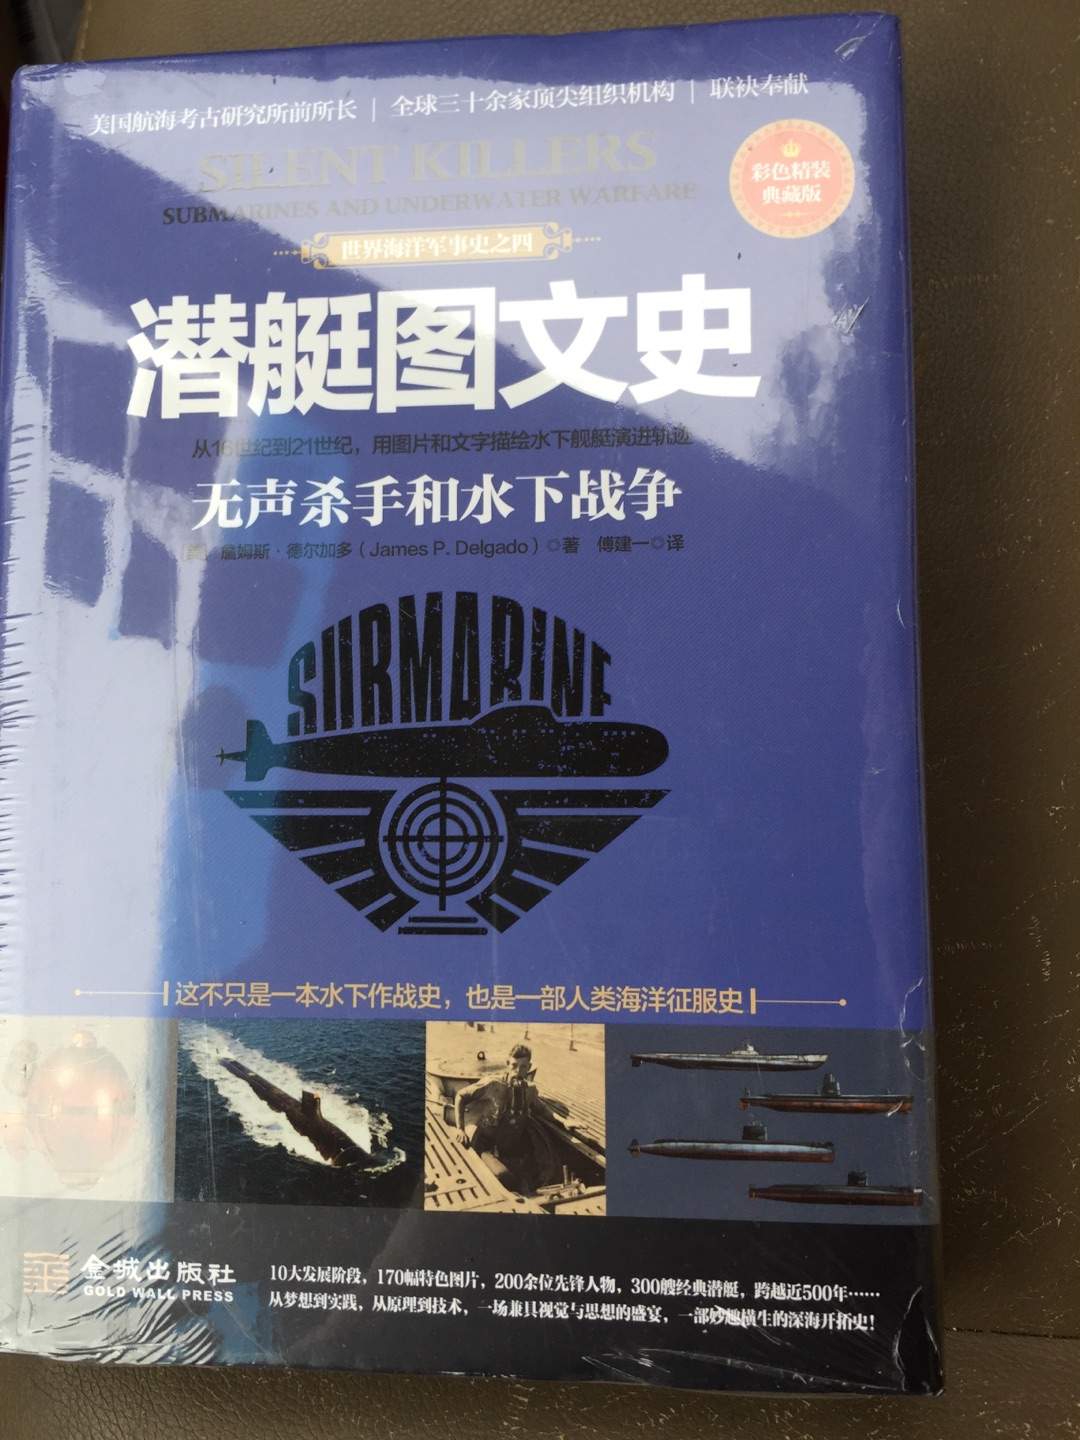 美国航海考古研究所前所长 | 全球三十余家顶尖组织机构 | 联袂奉献
SILENT KILLERS
SUBMARINES AND UNDERWATER WARFARE
彩色精装
典藏版
世界海洋军事史之四
潜艇图文史
从16世纪到21世纪，用图片和文字描绘水下舰艇演进轨迹
无声杀手和水下战争
[美] 詹姆斯·德尔加多（James P. Delgado）◎著 傅建一◎译
SUBMARINE
这不只是一本水下作战史，也是一部人类海洋征服史
金城出版社
GOLD WALL PRESS
10大发展阶段，170幅特色图片，200余位先锋人物，300艘经典潜艇，跨越近500年……
从梦想到实践，从原理到技术，一场兼具视觉与思想的盛宴，一部妙趣横生的深海开拓史！